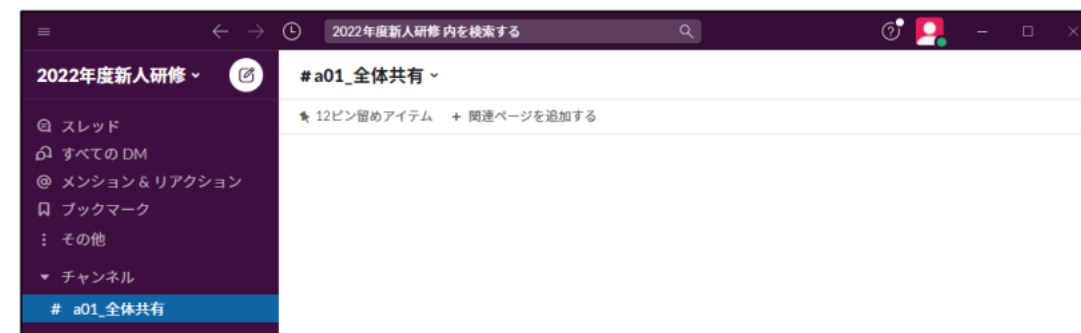 2022年度新人研修 内を検索する
2022年度新人研修
# a01_全体共有
12ピン留めアイテム + 関連ページを追加する
スレッド
すべての DM
@ メンション & リアクション
ブックマーク
その他
チャンネル
# a01_全体共有